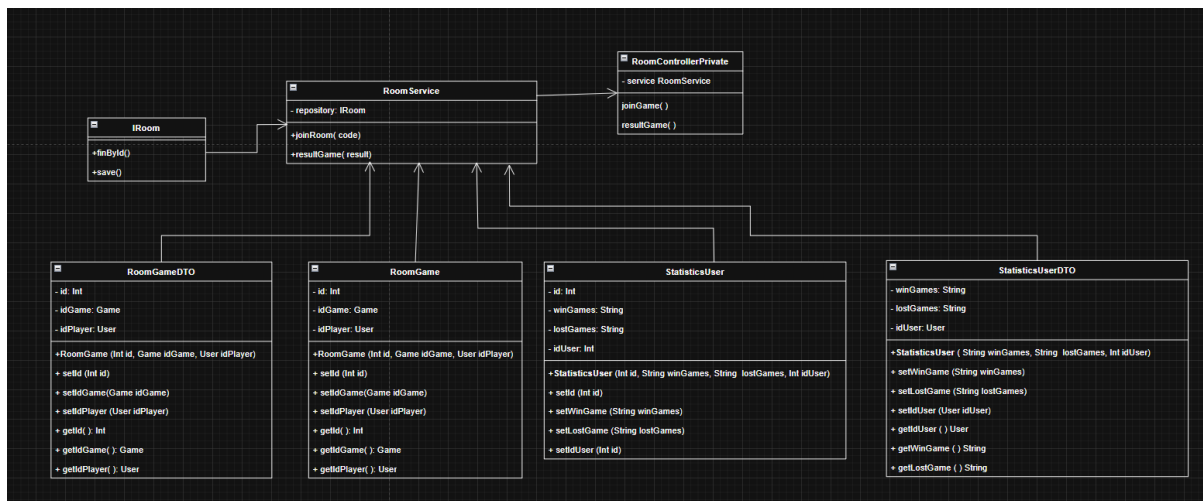 RoomControllerPrivate
- service RoomService
joinGame( )
resultGame( )
RoomService
- repository: IRoom
+joinRoom( code)
+resultGame( result)
IRoom
+finById()
+save()
RoomGameDTO
- id: Int
- idGame: Game
- idPlayer: User
+RoomGame (Int id, Game idGame, User idPlayer)
+ setId (Int id)
+ setIdGame(Game idGame)
+ setIdPlayer (User idPlayer)
+ getId( ): Int
+ getIdGame( ): Game
+ getIdPlayer( ): User
RoomGame
- id: Int
- idGame: Game
- idPlayer: User
+RoomGame (Int id, Game idGame, User idPlayer)
+ setId (Int id)
+ setIdGame(Game idGame)
+ setIdPlayer (User idPlayer)
+ getId( ): Int
+ getIdGame( ): Game
+ getIdPlayer( ): User
StatisticsUser
- id: Int
- winGames: String
- lostGames: String
- idUser: Int
+StatisticsUser (Int id, String winGames, String lostGames, Int idUser)
+ setId (Int id)
+ setWinGame (String winGames)
+ setLostGame (String lostGames)
+ setIdUser (Int id)
StatisticsUserDTO
- winGames: String
- lostGames: String
- idUser: User
+StatisticsUser ( String winGames, String lostGames, Int idUser)
+ setWinGame (String winGames)
+ setLostGame (String lostGames)
+ setIdUser (User idUser)
+ getIdUser ( ) User
+ getWinGame ( ) String
+ getLostGame ( ) String